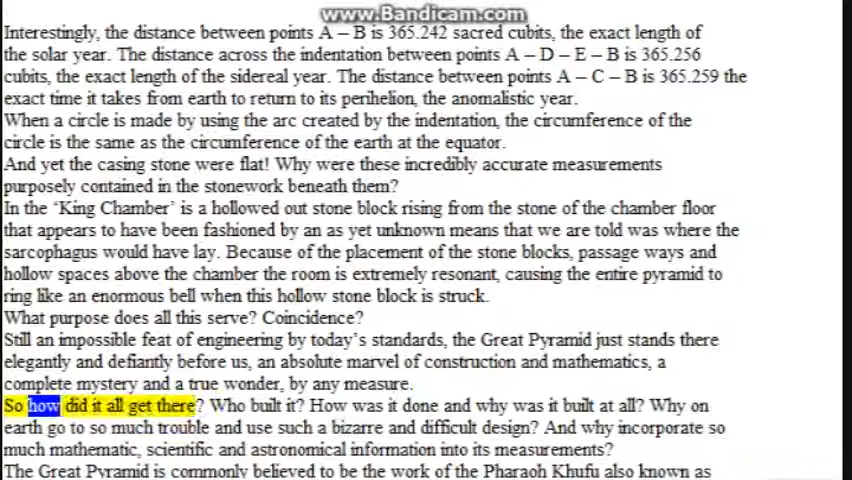 www.Bandicam.com
Interestingly, the distance between points A – B is 365.242 sacred cubits, the exact length of
the solar year. The distance across the indentation between points A – D – E – B is 365.256
cubits, the exact length of the sidereal year. The distance between points A – C – B is 365.259 the
exact time it takes from earth to return to its perihelion, the anomalistic year.
When a circle is made by using the arc created by the indentation, the circumference of the
circle is the same as the circumference of the earth at the equator.
And yet the casing stone were flat! Why were these incredibly accurate measurements
purposely contained in the stonework beneath them?
In the ‘King Chamber’ is a hollowed out stone block rising from the stone of the chamber floor
that appears to have been fashioned by an as yet unknown means that we are told was where the
sarcophagus would have lay. Because of the placement of the stone blocks, passage ways and
hollow spaces above the chamber the room is extremely resonant, causing the entire pyramid to
ring like an enormous bell when this hollow stone block is struck.
What purpose does all this serve? Coincidence?
Still an impossible feat of engineering by today’s standards, the Great Pyramid just stands there
elegantly and defiantly before us, an absolute marvel of construction and mathematics, a
complete mystery and a true wonder, by any measure.
So how did it all get there? Who built it? How was it done and why was it built at all? Why on
earth go to so much trouble and use such a bizarre and difficult design? And why incorporate so
much mathematic, scientific and astronomical information into its measurements?
The Great Pyramid is commonly believed to be the work of the Pharaoh Khufu also known as